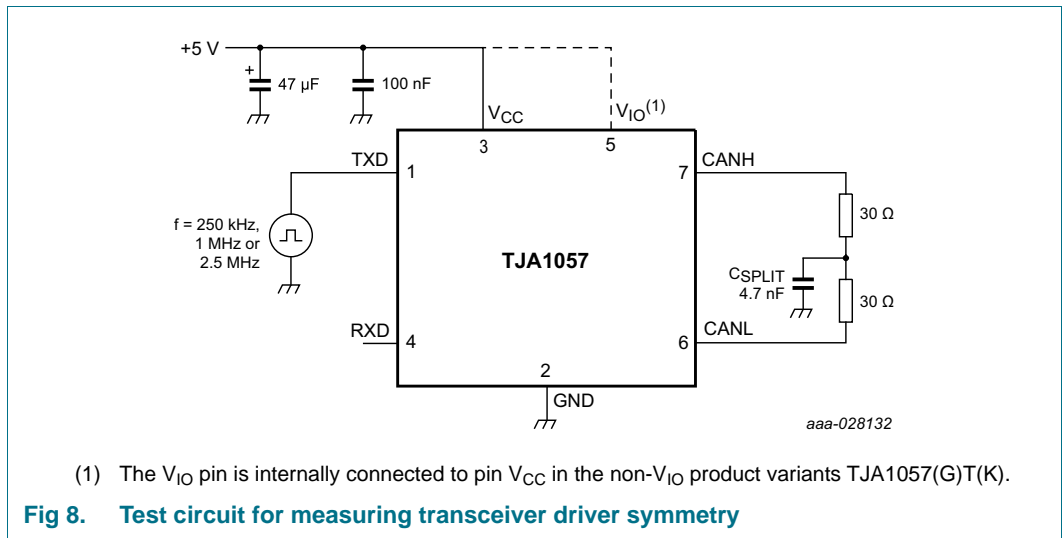 +5 V
+
47 µF
100 nF
VCC
VIO(1)
3
5
TXD
1
7
CANH
f = 250 kHz,
1 MHz or
2.5 MHz
30 Ω
TJA1057
CSPLIT
4.7 nF
30 Ω
RXD
4
6
CANL
2
GND
aaa-028132
(1) The VIO pin is internally connected to pin VCC in the non-VIO product variants TJA1057(G)T(K).
Fig 8. Test circuit for measuring transceiver driver symmetry